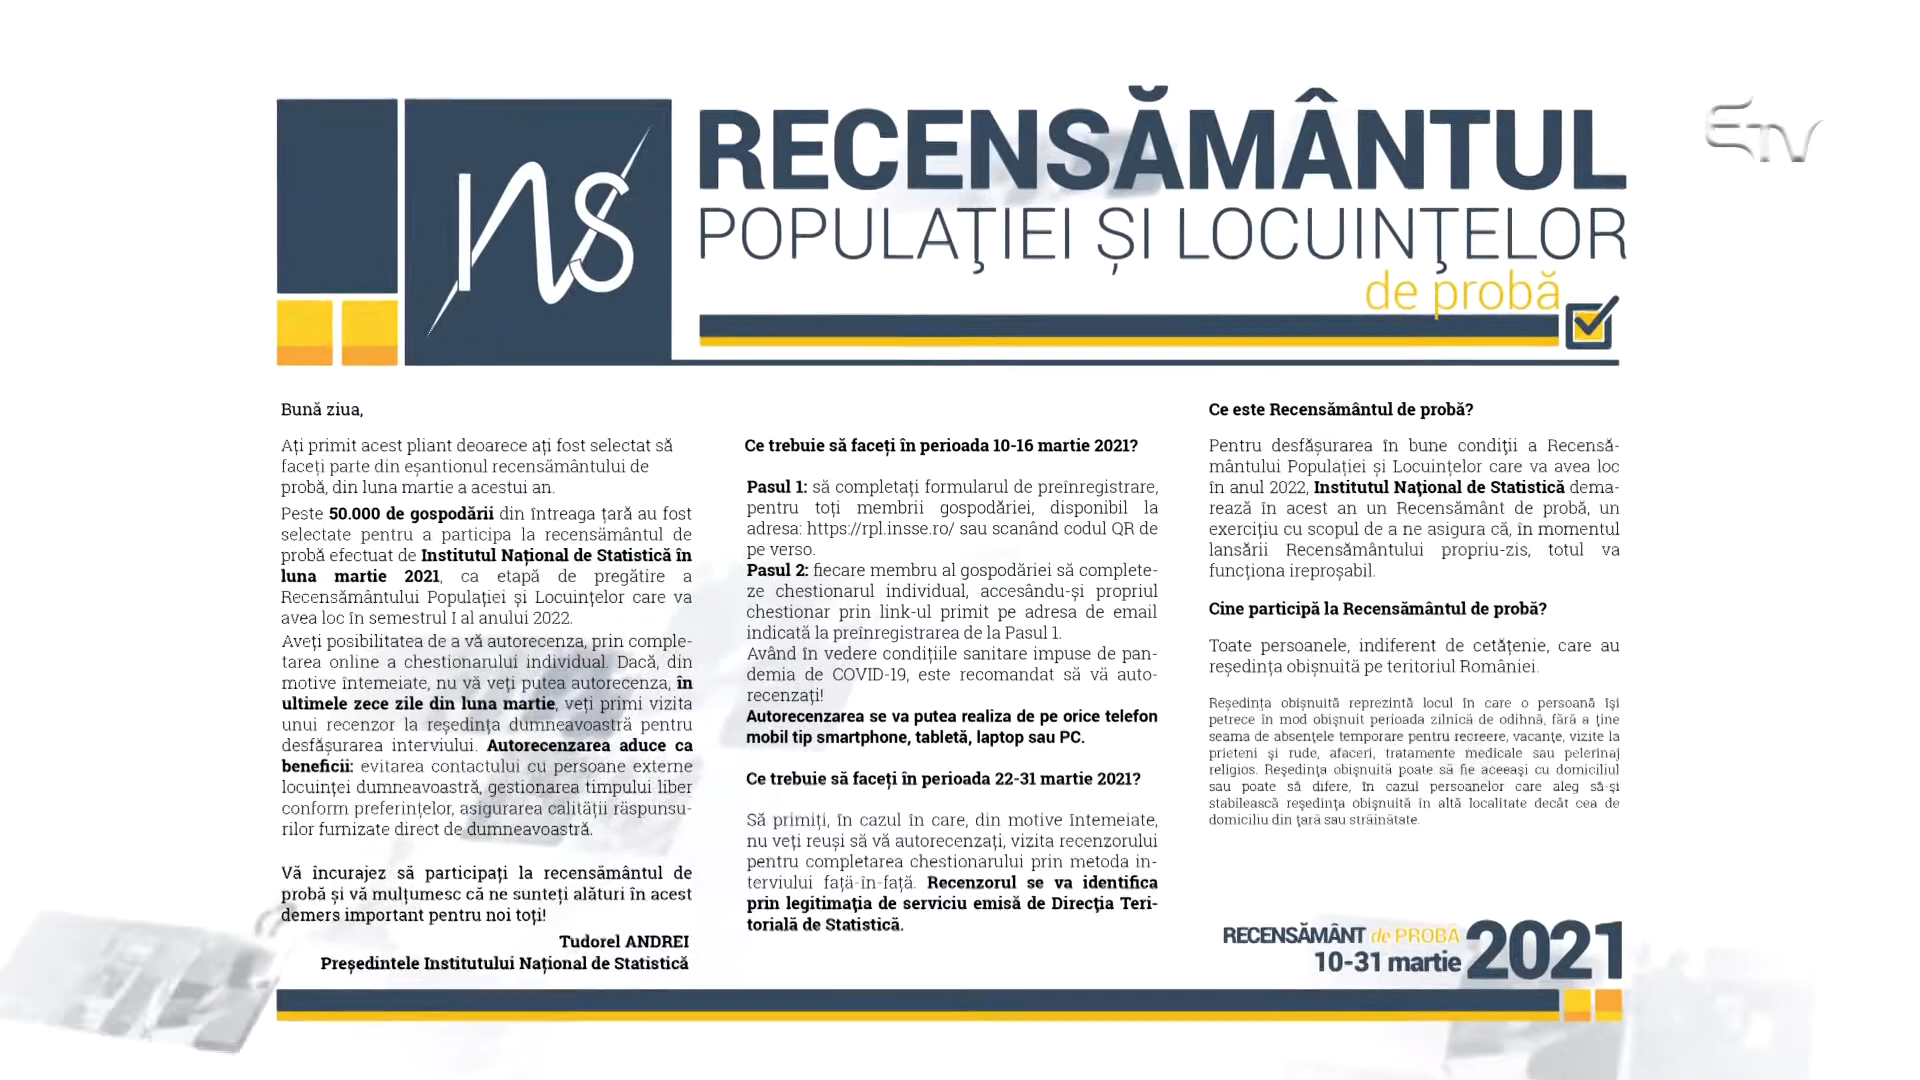 INS
RECENSĂMÂNTUL
POPULAŢIEI ȘI LOCUINŢELOR
de probă
ETV
Bună ziua,
Ați primit acest pliant deoarece ați fost selectat să
faceți parte din eșantionul recensământului de
probă, din luna martie a acestui an.
Peste 50.000 de gospodării din întreaga țară au fost
selectate pentru a participa la recensământul de
probă efectuat de Institutul Național de Statistică în
luna martie 2021, ca etapă de pregătire a
Recensământului Populației și Locuințelor care va
avea loc în semestrul I al anului 2022.
Aveți posibilitatea de a vă autorecenza, prin comple-
tarea online a chestionarului individual. Dacă, din
motive întemeiate, nu vă veți putea autorecenza, în
ultimele zece zile din luna martie, veți primi vizita
unui recenzor la reședința dumneavoastră pentru
desfășurarea interviului. Autorecenzarea aduce ca
beneficii: evitarea contactului cu persoane externe
locuinței dumneavoastră, gestionarea timpului liber
conform preferințelor, asigurarea calității răspunsu-
rilor furnizate direct de dumneavoastră.
Vă încurajez să participați la recensământul de
probă și vă mulțumesc că ne sunteți alături în acest
demers important pentru noi toți!
Tudorel ANDREI
Președintele Institutului Național de Statistică
Ce trebuie să faceți în perioada 10-16 martie 2021?
Pasul 1: să completați formularul de preînregistrare,
pentru toți membrii gospodăriei, disponibil la
adresa: https://rpl.insse.ro/ sau scanând codul QR de
pe verso.
Pasul 2: fiecare membru al gospodăriei să complete-
ze chestionarul individual, accesându-și propriul
chestionar prin link-ul primit pe adresa de email
indicată la preînregistrarea de la Pasul 1.
Având în vedere condițiile sanitare impuse de pan-
demia de COVID-19, este recomandat să vă auto-
recenzați!
Autorecenzarea se va putea realiza de pe orice telefon
mobil tip smartphone, tabletă, laptop sau PC.
Ce trebuie să faceți în perioada 22-31 martie 2021?
Să primiți, în cazul în care, din motive întemeiate,
nu veți reuși să vă autorecenzați, vizita recenzorului
pentru completarea chestionarului prin metoda in-
terviului față-în-față. Recenzorul se va identifica
prin legitimația de serviciu emisă de Direcția Teri-
torială de Statistică.
Ce este Recensământul de probă?
Pentru desfășurarea în bune condiții a Recensă-
mântului Populației și Locuințelor care va avea loc
în anul 2022, Institutul Național de Statistică dema-
rează în acest an un Recensământ de probă, un
exercițiu cu scopul de a ne asigura că, în momentul
lansării Recensământului propriu-zis, totul va
funcționa ireproșabil.
Cine participă la Recensământul de probă?
Toate persoanele, indiferent de cetățenie, care au
reședința obișnuită pe teritoriul României.
Reședința obișnuită reprezintă locul în care o persoană își
petrece în mod obișnuit perioada zilnică de odihnă, fără a ține
seama de absențele temporare pentru recreere, vacanțe, vizite la
prieteni și rude, afaceri, tratamente medicale sau pelerinaj
religios. Reședința obișnuită poate să fie aceeași cu domiciliul
sau poate să difere, în cazul persoanelor care aleg să-și
stabilească reședința obișnuită în altă localitate decât cea de
domiciliu din țară sau străinătate.
RECENSĂMÂNT de PROBĂ
10-31 martie 2021